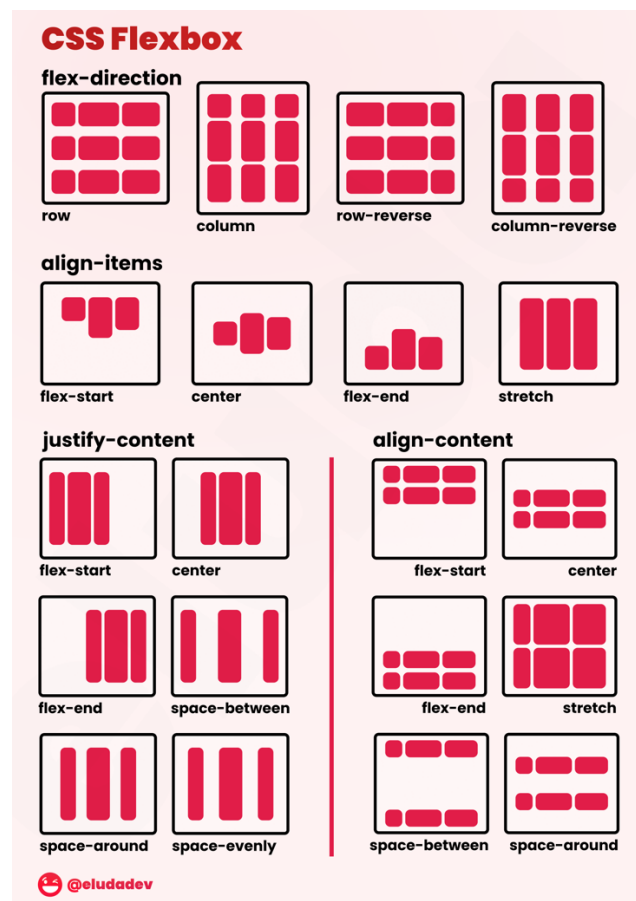 CSS Flexbox
flex-direction
row
column
row-reverse
column-reverse
align-items
flex-start
center
flex-end
stretch
justify-content
flex-start
center
flex-end
space-between
space-around
space-evenly
align-content
flex-start
center
flex-end
stretch
space-between
space-around
@eludadev